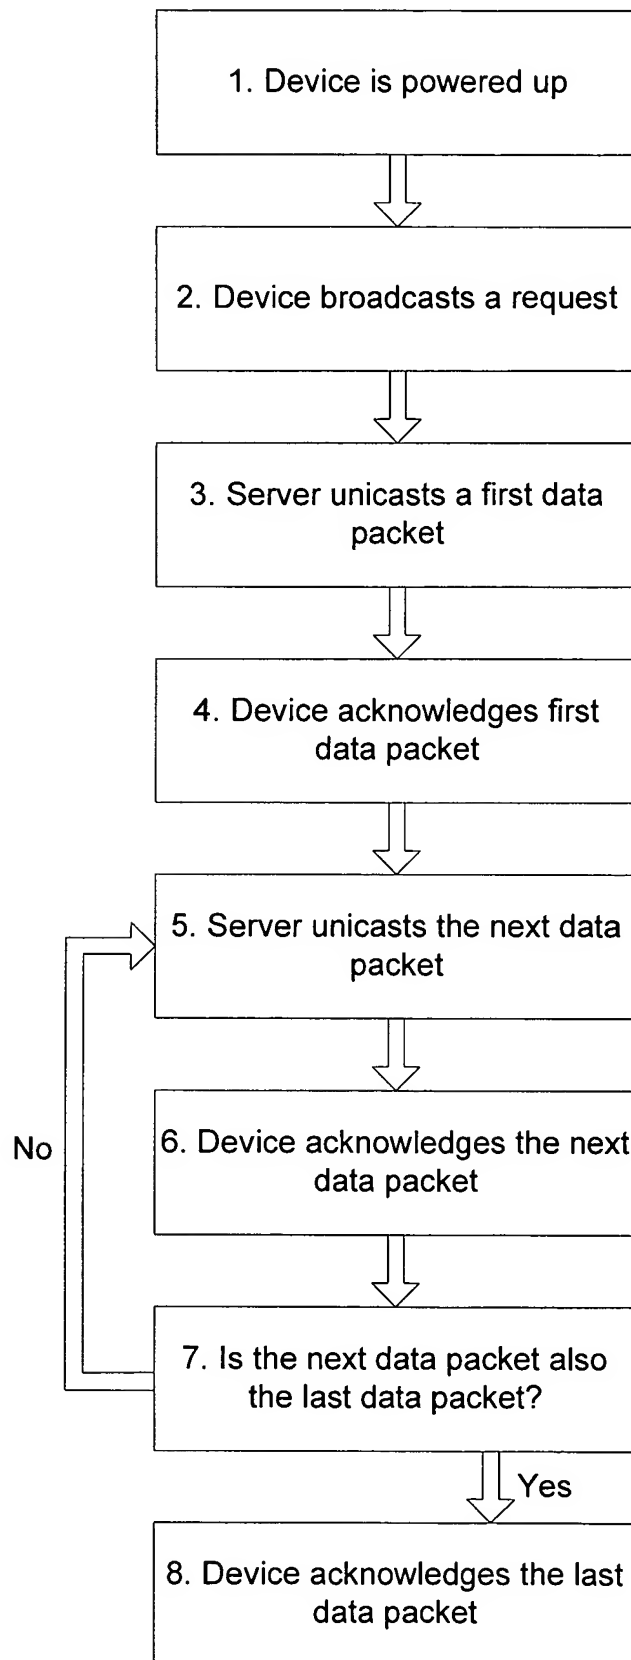 1. Device is powered up
2. Device broadcasts a request
3. Server unicasts a first data
packet
4. Device acknowledges first
data packet
5. Server unicasts the next data
packet
6. Device acknowledges the next
data packet
No
7. Is the next data packet also
the last data packet?
Yes
8. Device acknowledges the last
data packet